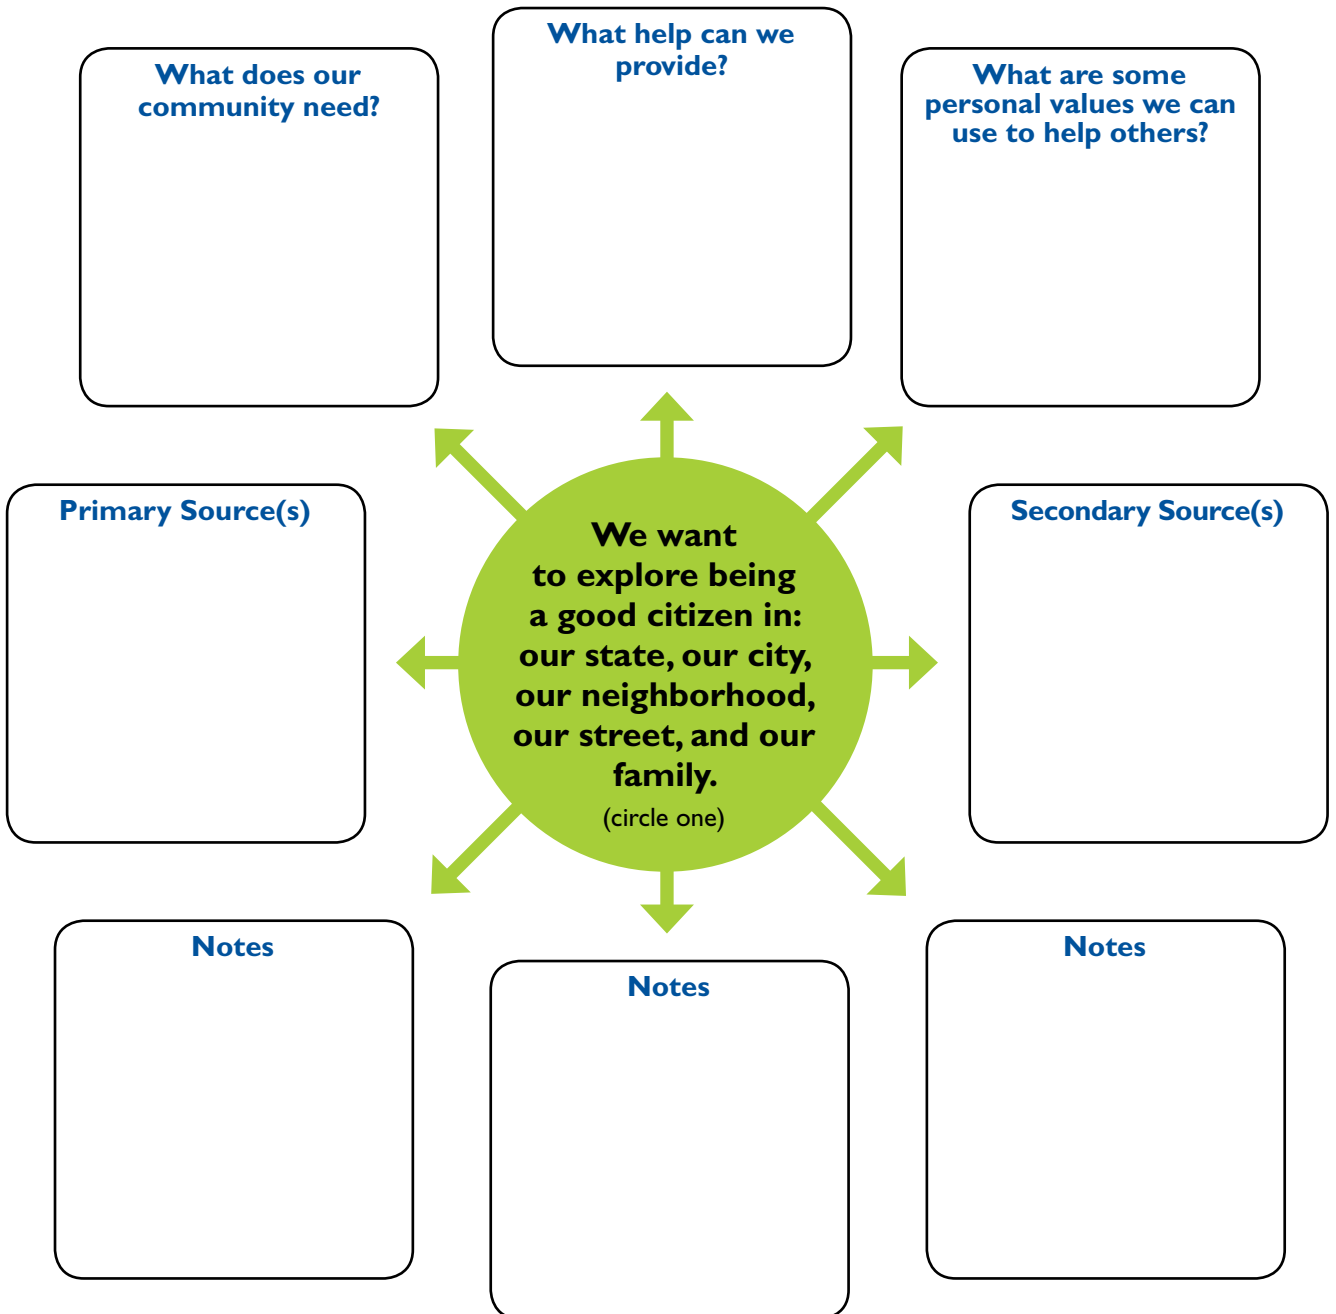 What does our
community need?
What help can we
provide?
What are some
personal values we can
use to help others?
Primary Source(s)
We want
to explore being
a good citizen in:
our state, our city,
our neighborhood,
our street, and our
family.
(circle one)
Secondary Source(s)
Notes
Notes
Notes